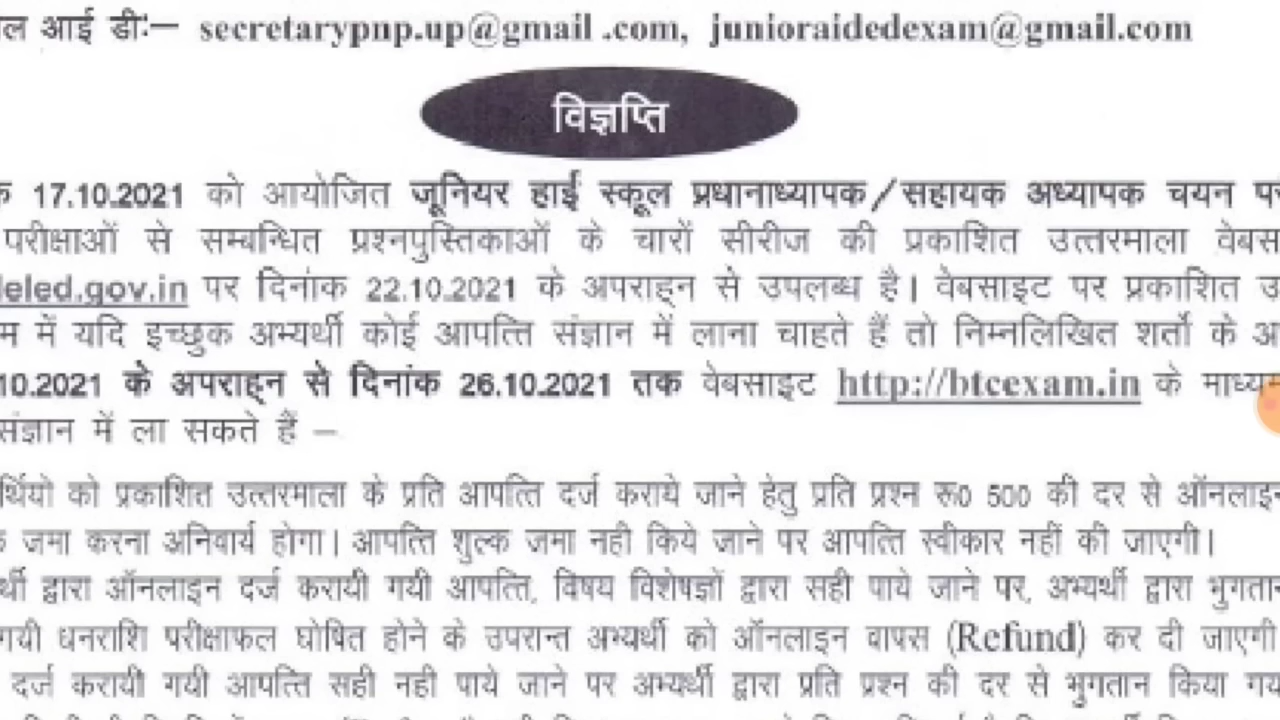 ल आई डीः— secretarypnp.up@gmail .com, junioraidedexam@gmail.com
विज्ञप्ति
क 17.10.2021 को आयोजित जूनियर हाई स्कूल प्रधानाध्यापक/सहायक अध्यापक चयन
परीक्षाओं से सम्बन्धित प्रश्नपुस्तिकाओं के चारों सीरीज की प्रकाशित उत्तरमाला वेबस
leled.gov.in पर दिनांक 22.10.2021 के अपराह्न से उपलब्ध है। वेबसाइट पर प्रकाशित
म में यदि इच्छुक अभ्यर्थी कोई आपत्ति संज्ञान में लाना चाहते हैं तो निम्नलिखित शर्तो के
10.2021 के अपराह्न से दिनांक 26.10.2021 तक वेबसाइट http://btcexam.in के माध्यम
संज्ञान में ला सकते हैं –
र्थियो को प्रकाशित उत्तरमाला के प्रति आपत्ति दर्ज कराये जाने हेतु प्रति प्रश्न रू0 500 की दर से ऑनलाइन
क जमा करना अनिवार्य होगा। आपत्ति शुल्क जमा नही किये जाने पर आपत्ति स्वीकार नहीं की जाएगी।
र्थी द्वारा ऑनलाइन दर्ज करायी गयी आपत्ति, विषय विशेषज्ञों द्वारा सही पाये जाने पर, अभ्यर्थी द्वारा भुगतान
गयी धनराशि परीक्षाफल घोषित होने के उपरान्त अभ्यर्थी को ऑनलाइन वापस (Refund) कर दी जाएगी
दर्ज करायी गयी आपत्ति सही नही पाये जाने पर अभ्यर्थी द्वारा प्रति प्रश्न की दर से भुगतान किया गय